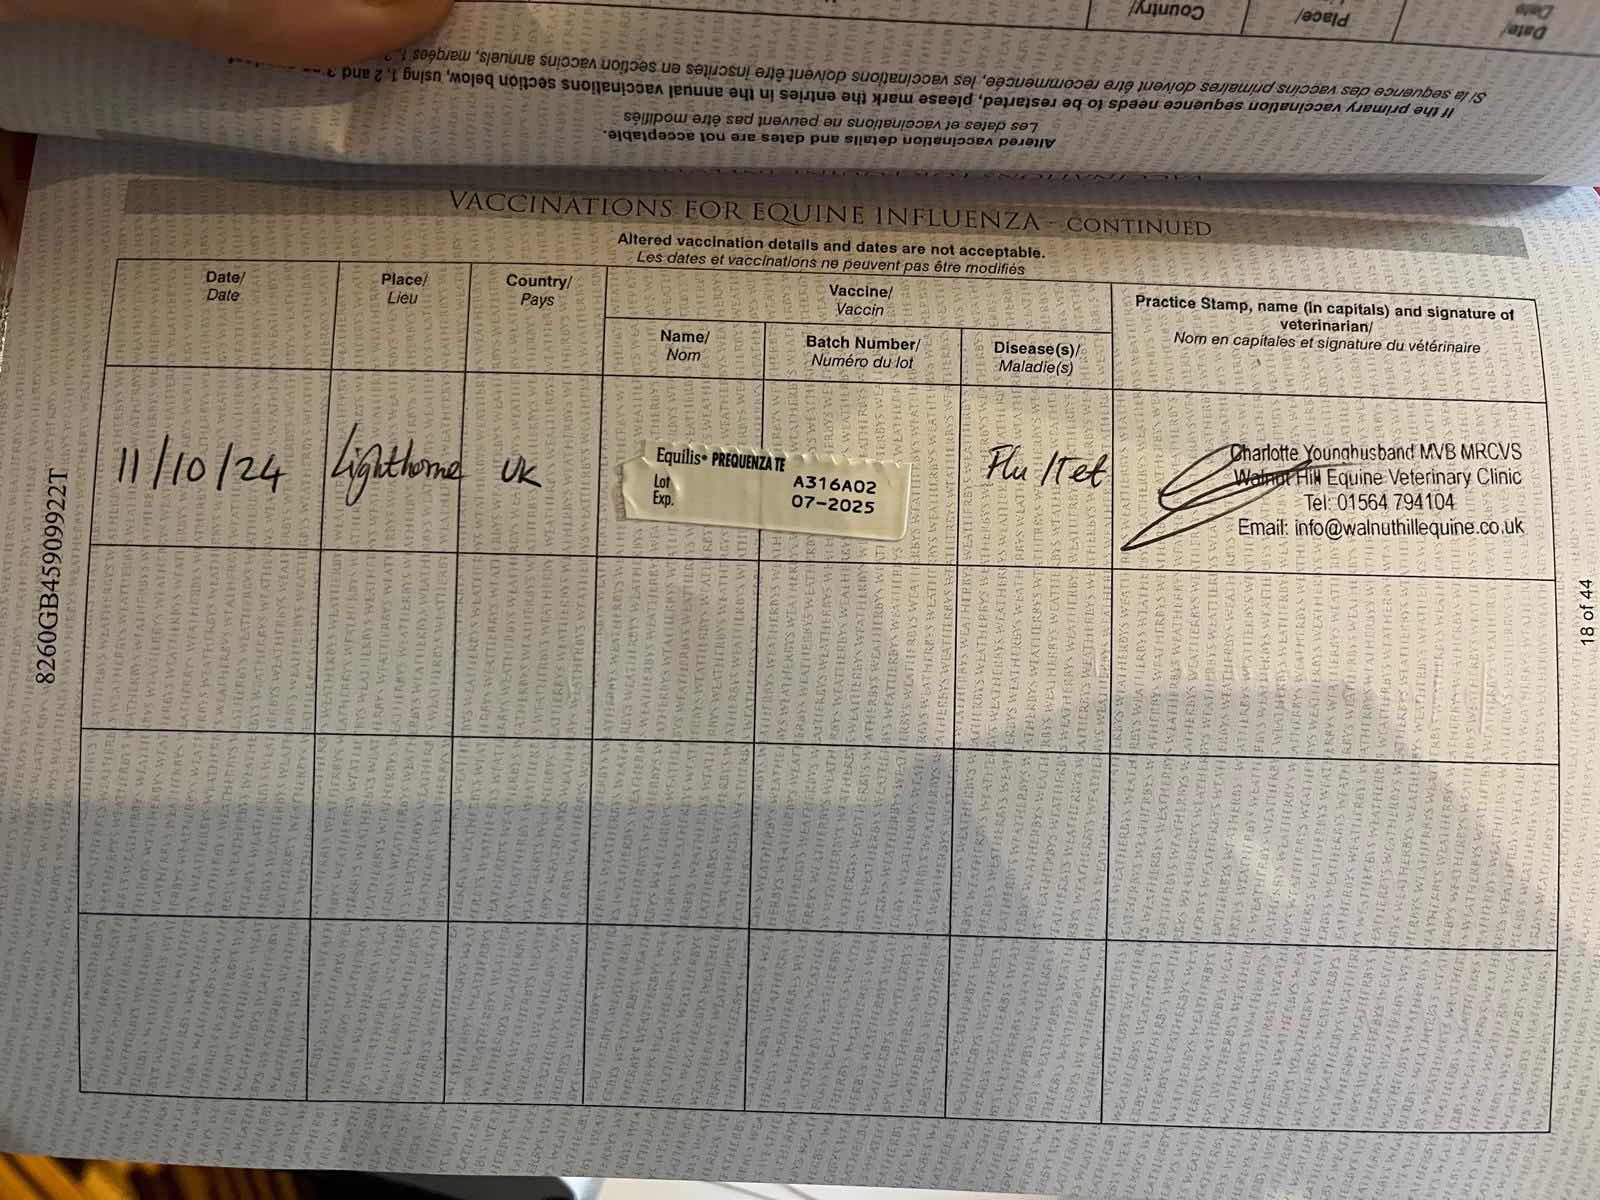 Date/
Date
Place/
Country/
If the primary vaccination sequence needs to be restarted, please mark the entries in the annual vaccinations section below, using 1, 2 and 3
Si la sequence des vaccins primaires doivent être recommencée, les vaccinations doivent être inscrites en section vaccins annuels, marqées 1,
Altered vaccination details and dates are not acceptable.
Les dates et vaccinations ne peuvent pas être modifiés
VACCINATIONS FOR EQUINE INFLUENZA - CONTINUED
Altered vaccination details and dates are not acceptable.
Les dates et vaccinations ne peuvent pas être modifiés
Date/
Date
Place/
Lieu
Country/
Pays
Vaccine/
Vaccin
Name/
Nom
Batch Number/
Numéro du lot
Disease(s)/
Maladie(s)
Practice Stamp, name (in capitals) and signature of
veterinarian/
Nom en capitales et signature du vétérinaire
11/10/24
Lighthorne
UK
Equilis® PREQUENZA TE
Lot A316A02
Exp. 07-2025
Flu/Tet
Charlotte Younghusband MVB MRCVS
Walnut Hill Equine Veterinary Clinic
Tel: 01564 794104
Email: info@walnuthillequine.co.uk
8260GB45909922T
18 of 44